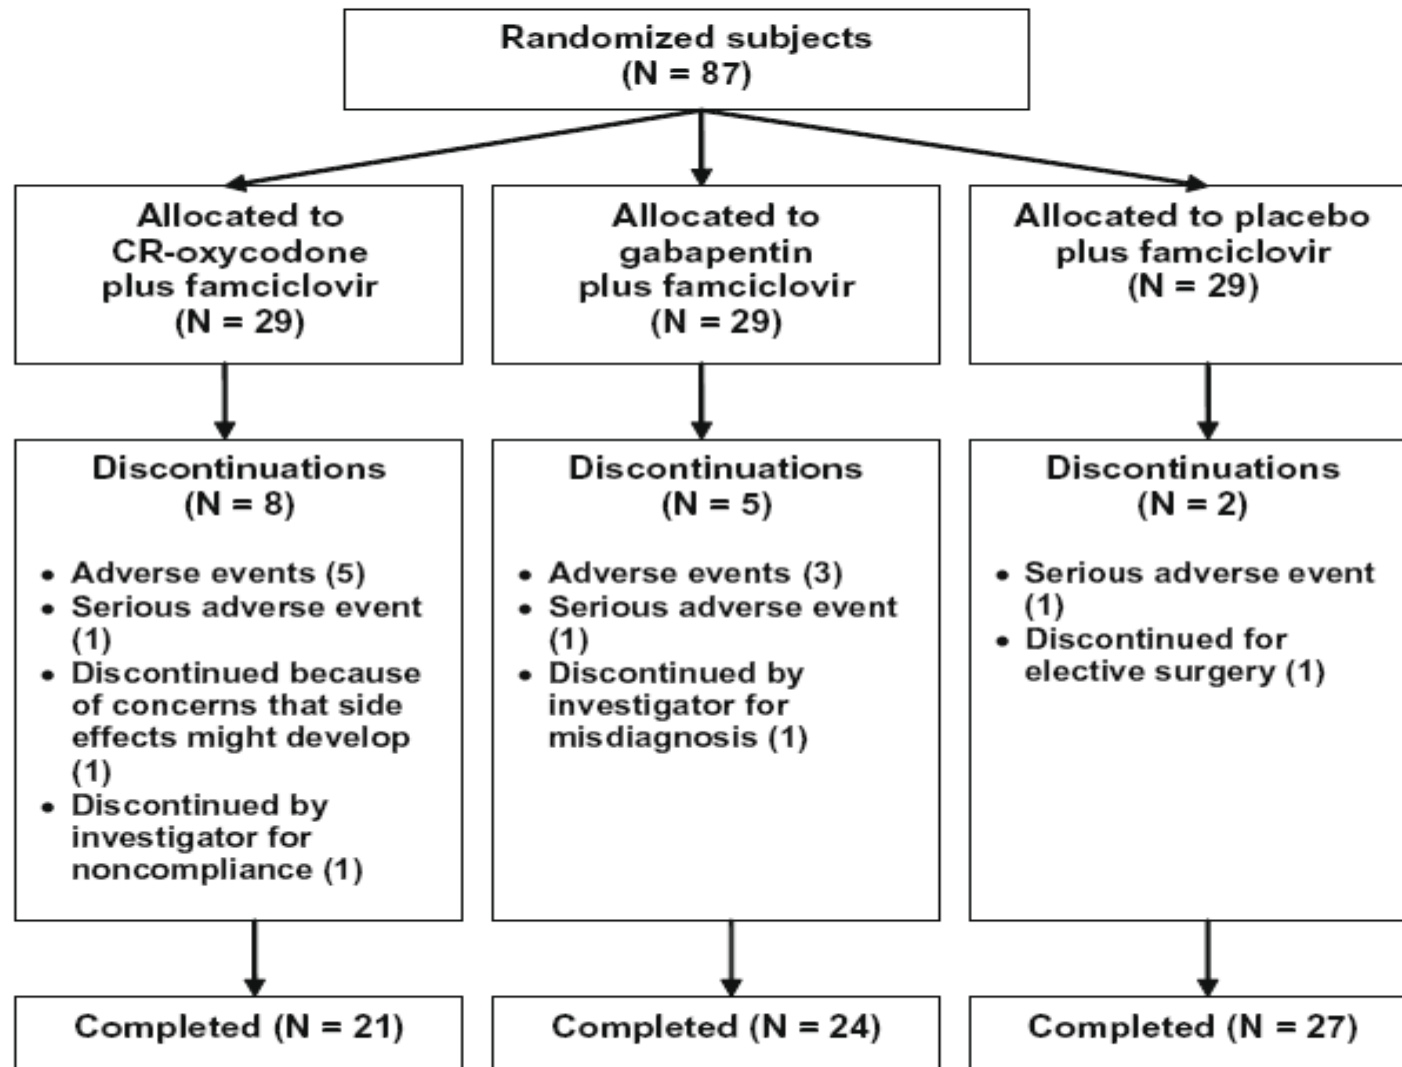 Randomized subjects
(N = 87)
Allocated to
CR-oxycodone
plus famciclovir
(N = 29)
Allocated to
gabapentin
plus famciclovir
(N = 29)
Allocated to placebo
plus famciclovir
(N = 29)
Discontinuations
(N = 8)
• Adverse events (5)
• Serious adverse event
(1)
• Discontinued because
of concerns that side
effects might develop
(1)
• Discontinued by
investigator for
noncompliance (1)
Discontinuations
(N = 5)
• Adverse events (3)
• Serious adverse event
(1)
• Discontinued by
investigator for
misdiagnosis (1)
Discontinuations
(N = 2)
• Serious adverse event
(1)
• Discontinued for
elective surgery (1)
Completed (N = 21)
Completed (N = 24)
Completed (N = 27)